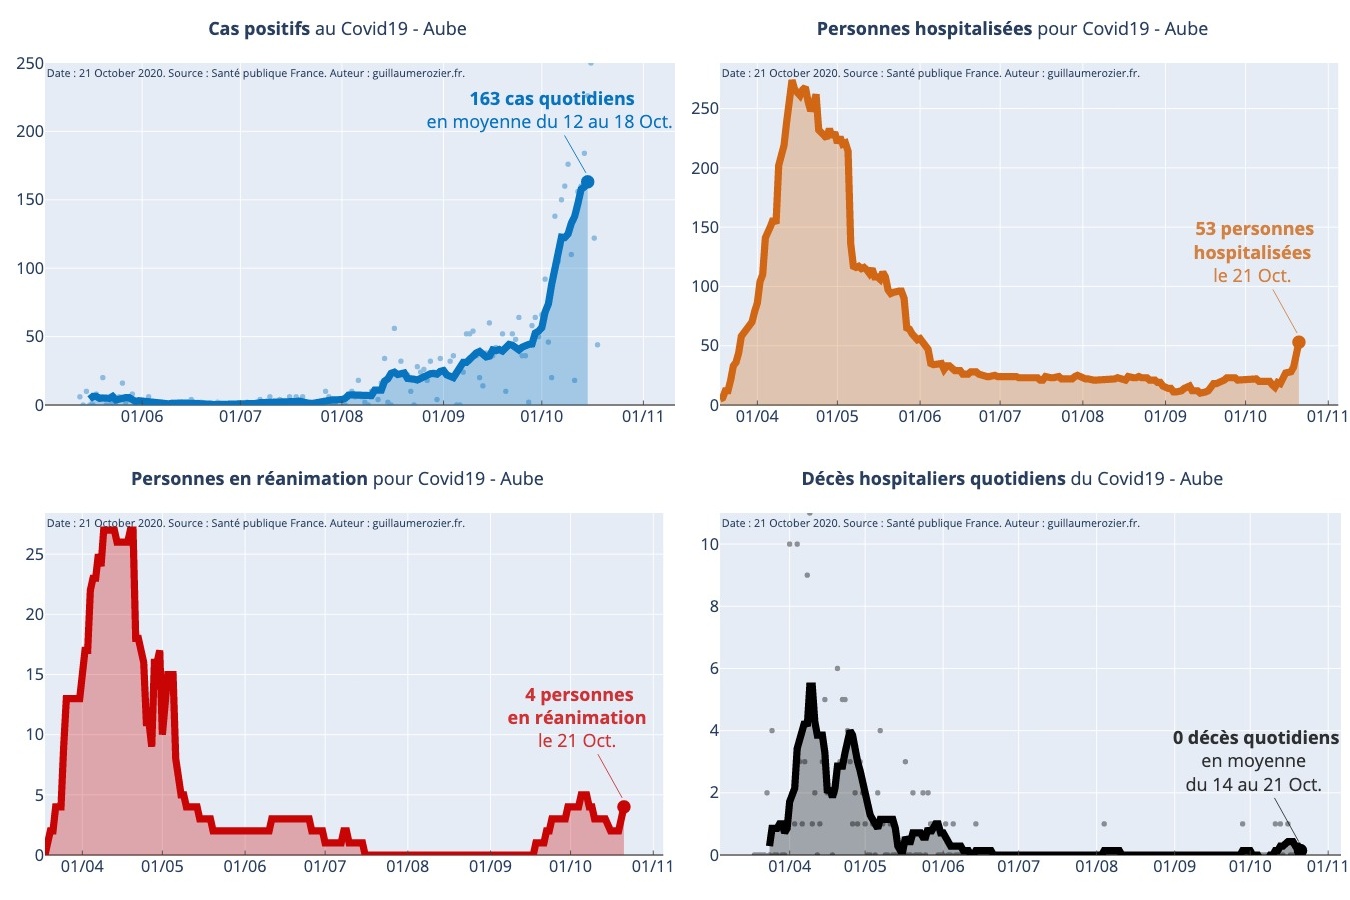 Cas positifs au Covid19 - Aube
Date : 21 October 2020. Source : Santé publique France. Auteur : guillaumerozier.fr.
163 cas quotidiens
en moyenne du 12 au 18 Oct.
250
200
150
100
50
0
01/06
01/07
01/08
01/09
01/10
01/11
Personnes hospitalisées pour Covid19 - Aube
Date : 21 October 2020. Source : Santé publique France. Auteur : guillaumerozier.fr.
53 personnes
hospitalisées
le 21 Oct.
250
200
150
100
50
0
01/04
01/05
01/06
01/07
01/08
01/09
01/10
01/11
Personnes en réanimation pour Covid19 - Aube
Date : 21 October 2020. Source : Santé publique France. Auteur : guillaumerozier.fr.
4 personnes
en réanimation
le 21 Oct.
25
20
15
10
5
0
01/04
01/05
01/06
01/07
01/08
01/09
01/10
01/11
Décès hospitaliers quotidiens du Covid19 - Aube
Date : 21 October 2020. Source : Santé publique France. Auteur : guillaumerozier.fr.
0 décès quotidiens
en moyenne
du 14 au 21 Oct.
10
8
6
4
2
0
01/04
01/05
01/06
01/07
01/08
01/09
01/10
01/11